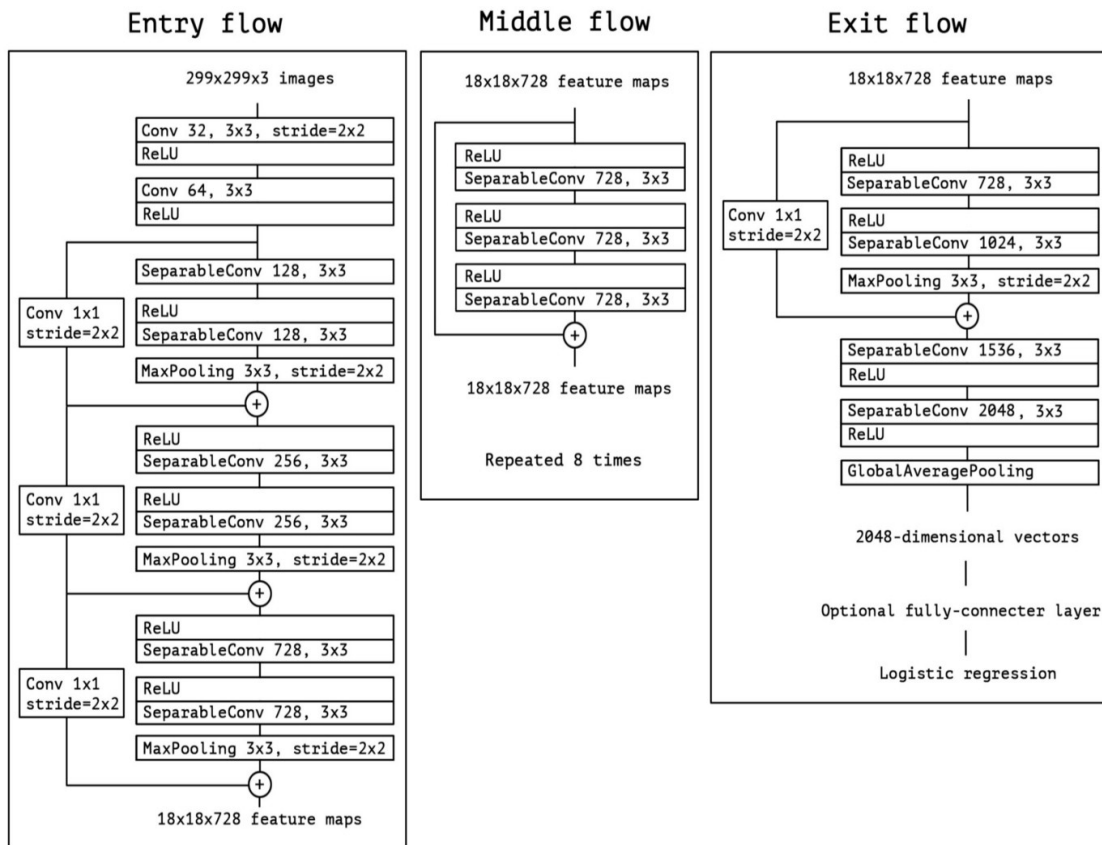 Entry flow
299x299x3 images
Conv 32, 3x3, stride=2x2
ReLU
Conv 64, 3x3
ReLU
SeparableConv 128, 3x3
Conv 1x1
stride=2x2
ReLU
SeparableConv 128, 3x3
MaxPooling 3x3, stride=2x2
+
ReLU
SeparableConv 256, 3x3
Conv 1x1
stride=2x2
ReLU
SeparableConv 256, 3x3
MaxPooling 3x3, stride=2x2
+
ReLU
SeparableConv 728, 3x3
Conv 1x1
stride=2x2
ReLU
SeparableConv 728, 3x3
MaxPooling 3x3, stride=2x2
+
18x18x728 feature maps
Middle flow
18x18x728 feature maps
ReLU
SeparableConv 728, 3x3
ReLU
SeparableConv 728, 3x3
ReLU
SeparableConv 728, 3x3
+
18x18x728 feature maps
Repeated 8 times
Exit flow
18x18x728 feature maps
ReLU
SeparableConv 728, 3x3
Conv 1x1
stride=2x2
ReLU
SeparableConv 1024, 3x3
MaxPooling 3x3, stride=2x2
+
SeparableConv 1536, 3x3
ReLU
SeparableConv 2048, 3x3
ReLU
GlobalAveragePooling
2048-dimensional vectors
Optional fully-connecter layer
Logistic regression